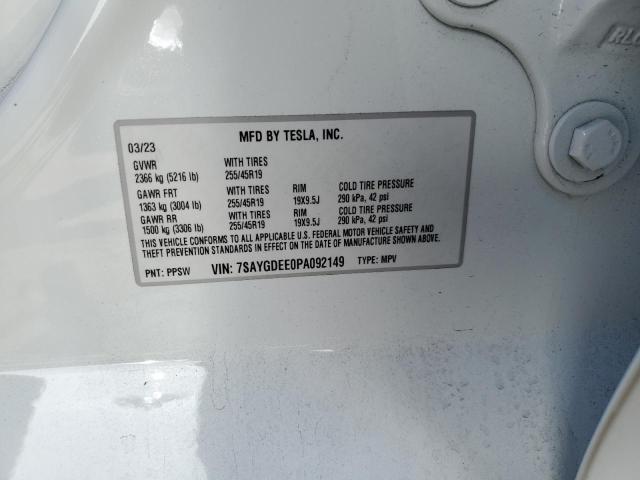 MFD BY TESLA, INC.
03/23
GVWR WITH TIRES
2366 kg (5216 lb) 255/45R19
GAWR FRT WITH TIRES RIM COLD TIRE PRESSURE
1363 kg (3004 lb) 255/45R19 19X9.5J 290 kPa, 42 psi
GAWR RR WITH TIRES RIM COLD TIRE PRESSURE
1500 kg (3306 lb) 255/45R19 19X9.5J 290 kPa, 42 psi
THIS VEHICLE CONFORMS TO ALL APPLICABLE U.S. FEDERAL MOTOR VEHICLE SAFETY AND
THEFT PREVENTION STANDARDS IN EFFECT ON THE DATE OF MANUFACTURE SHOWN ABOVE.
PNT: PPSW VIN: 7SAYGDEE0PA092149 TYPE: MPV